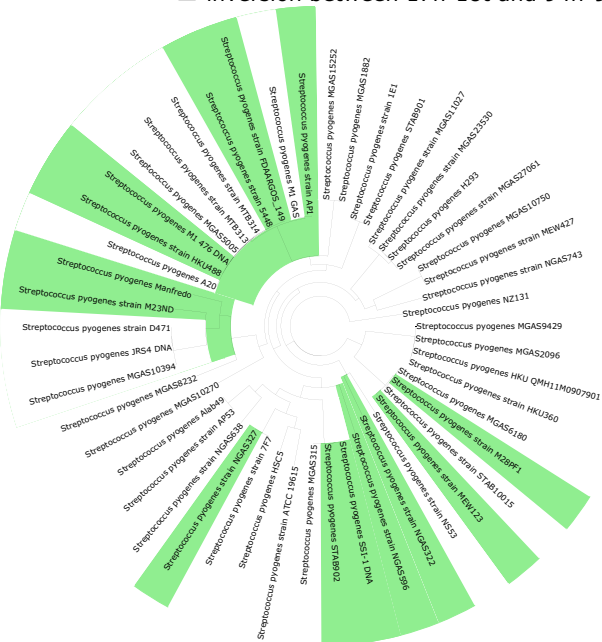 Streptococcus pyogenes MGAS15252
Streptococcus pyogenes MGAS1882
Streptococcus pyogenes strain 1E1
Streptococcus pyogenes STAB901
Streptococcus pyogenes strain MGAS11027
Streptococcus pyogenes strain MGAS23530
Streptococcus pyogenes H293
Streptococcus pyogenes strain MGAS27061
Streptococcus pyogenes MGAS10750
Streptococcus pyogenes strain MEW427
Streptococcus pyogenes strain NGAS743
Streptococcus pyogenes NZ131
Streptococcus pyogenes MGAS9429
Streptococcus pyogenes MGAS2096
Streptococcus pyogenes HKU QMH11M0907901
Streptococcus pyogenes strain HKU360
Streptococcus pyogenes MGAS6180
Streptococcus pyogenes strain M28PF1
Streptococcus pyogenes strain STAB10015
Streptococcus pyogenes strain MEW123
Streptococcus pyogenes strain NS53
Streptococcus pyogenes strain NGAS322
Streptococcus pyogenes strain NGAS596
Streptococcus pyogenes SSI-1 DNA
Streptococcus pyogenes STAB902
Streptococcus pyogenes MGAS315
Streptococcus pyogenes strain ATCC 19615
Streptococcus pyogenes HSC5
Streptococcus pyogenes strain 7F7
Streptococcus pyogenes strain NGAS327
Streptococcus pyogenes strain NGAS638
Streptococcus pyogenes strain AP53
Streptococcus pyogenes Alab49
Streptococcus pyogenes MGAS10270
Streptococcus pyogenes MGAS8232
Streptococcus pyogenes MGAS10394
Streptococcus pyogenes JRS4 DNA
Streptococcus pyogenes strain D471
Streptococcus pyogenes strain M23ND
Streptococcus pyogenes Manfredo
Streptococcus pyogenes A20
Streptococcus pyogenes strain HKU488
Streptococcus pyogenes M1 476 DNA
Streptococcus pyogenes MGAS5005
Streptococcus pyogenes strain MTB313
Streptococcus pyogenes strain MTB314
Streptococcus pyogenes strain 5448
Streptococcus pyogenes strain FDAARGOS_149
Streptococcus pyogenes M1 GAS
Streptococcus pyogenes strain AP1